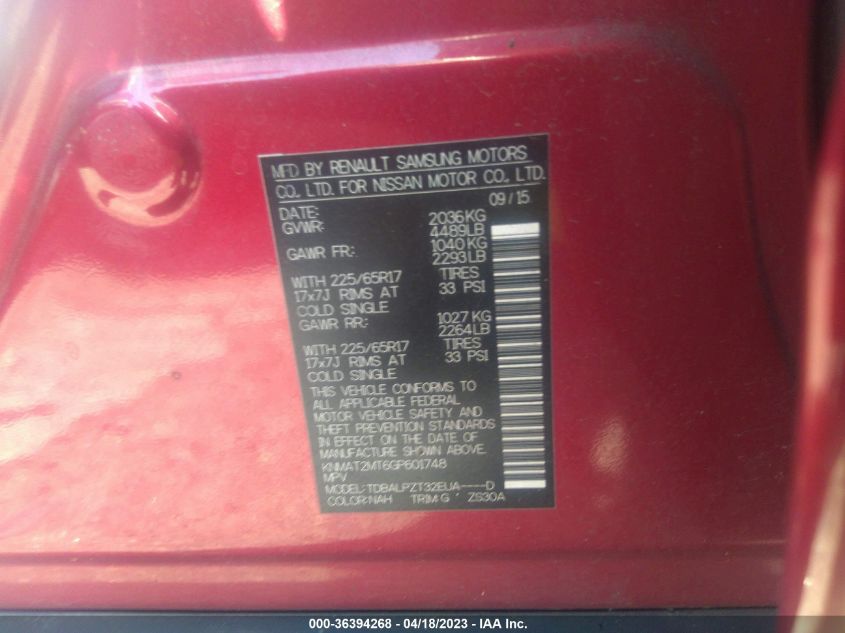 MFD BY RENAULT SAMSUNG MOTORS
CO., LTD. FOR NISSAN MOTOR CO., LTD.
DATE: 09/15
GVWR: 2036KG
4489LB
GAWR FR: 1040KG
2293LB
WITH 225/65R17 TIRES
17x7J RIMS AT 33 PSI
COLD SINGLE
GAWR RR: 1027 KG
2264LB
WITH 225/65R17 TIRES
17x7J RIMS AT 33 PSI
COLD SINGLE
THIS VEHICLE CONFORMS TO
ALL APPLICABLE FEDERAL
MOTOR VEHICLE SAFETY AND
THEFT PREVENTION STANDARDS
IN EFFECT ON THE DATE OF
MANUFACTURE SHOWN ABOVE.
KNMAT2MT6GP601748
MPV
MODEL:TDBALPZT32EUA----D
COLOR:NAH TRIM:G ZS30A
000-36394268 - 04/18/2023 - IAA Inc.